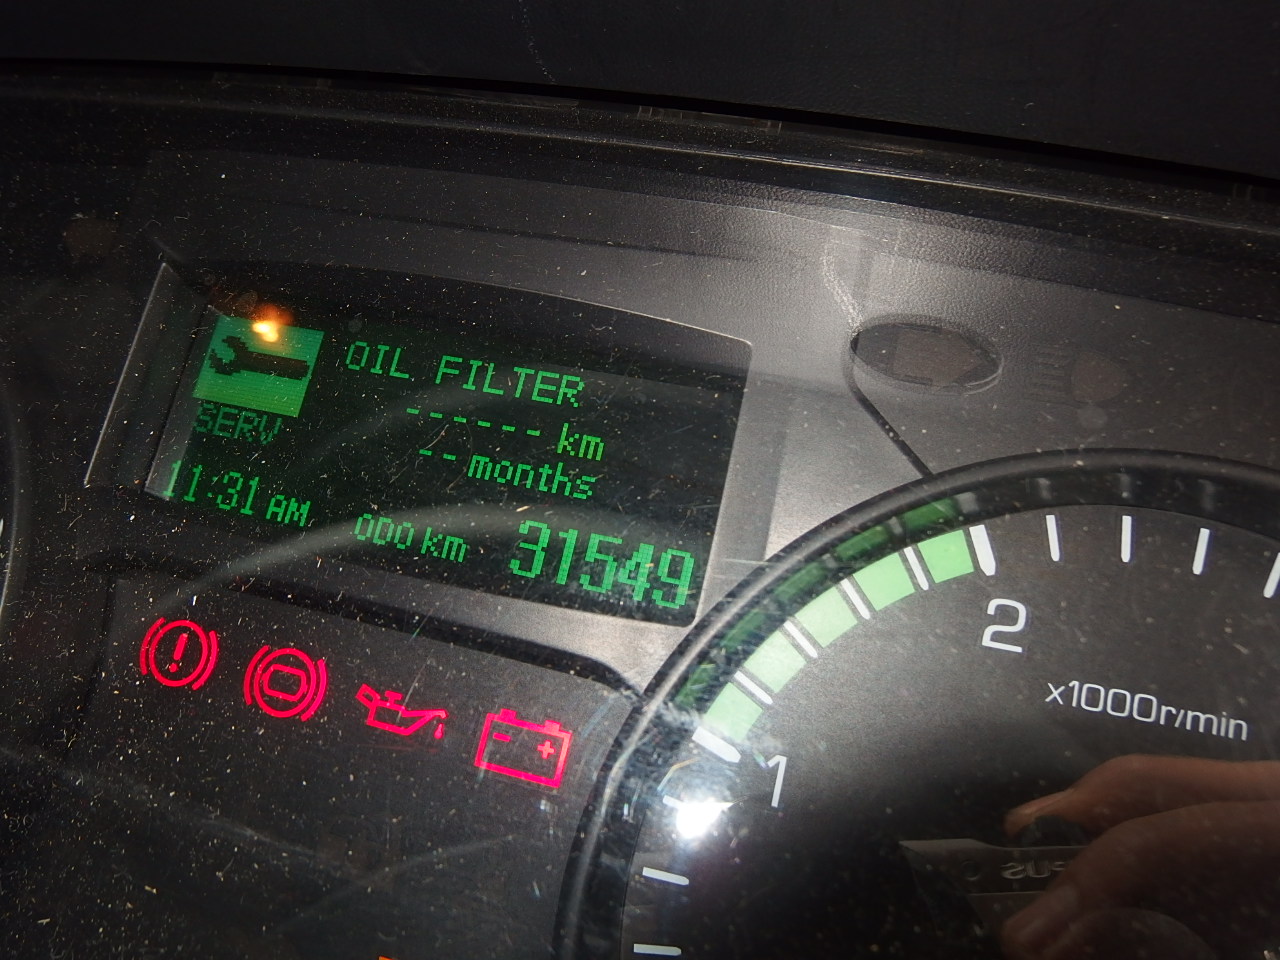 OIL FILTER
------ km
SERV
-- months
11:31 AM
ODO km 31549
2
x1000r/min
1